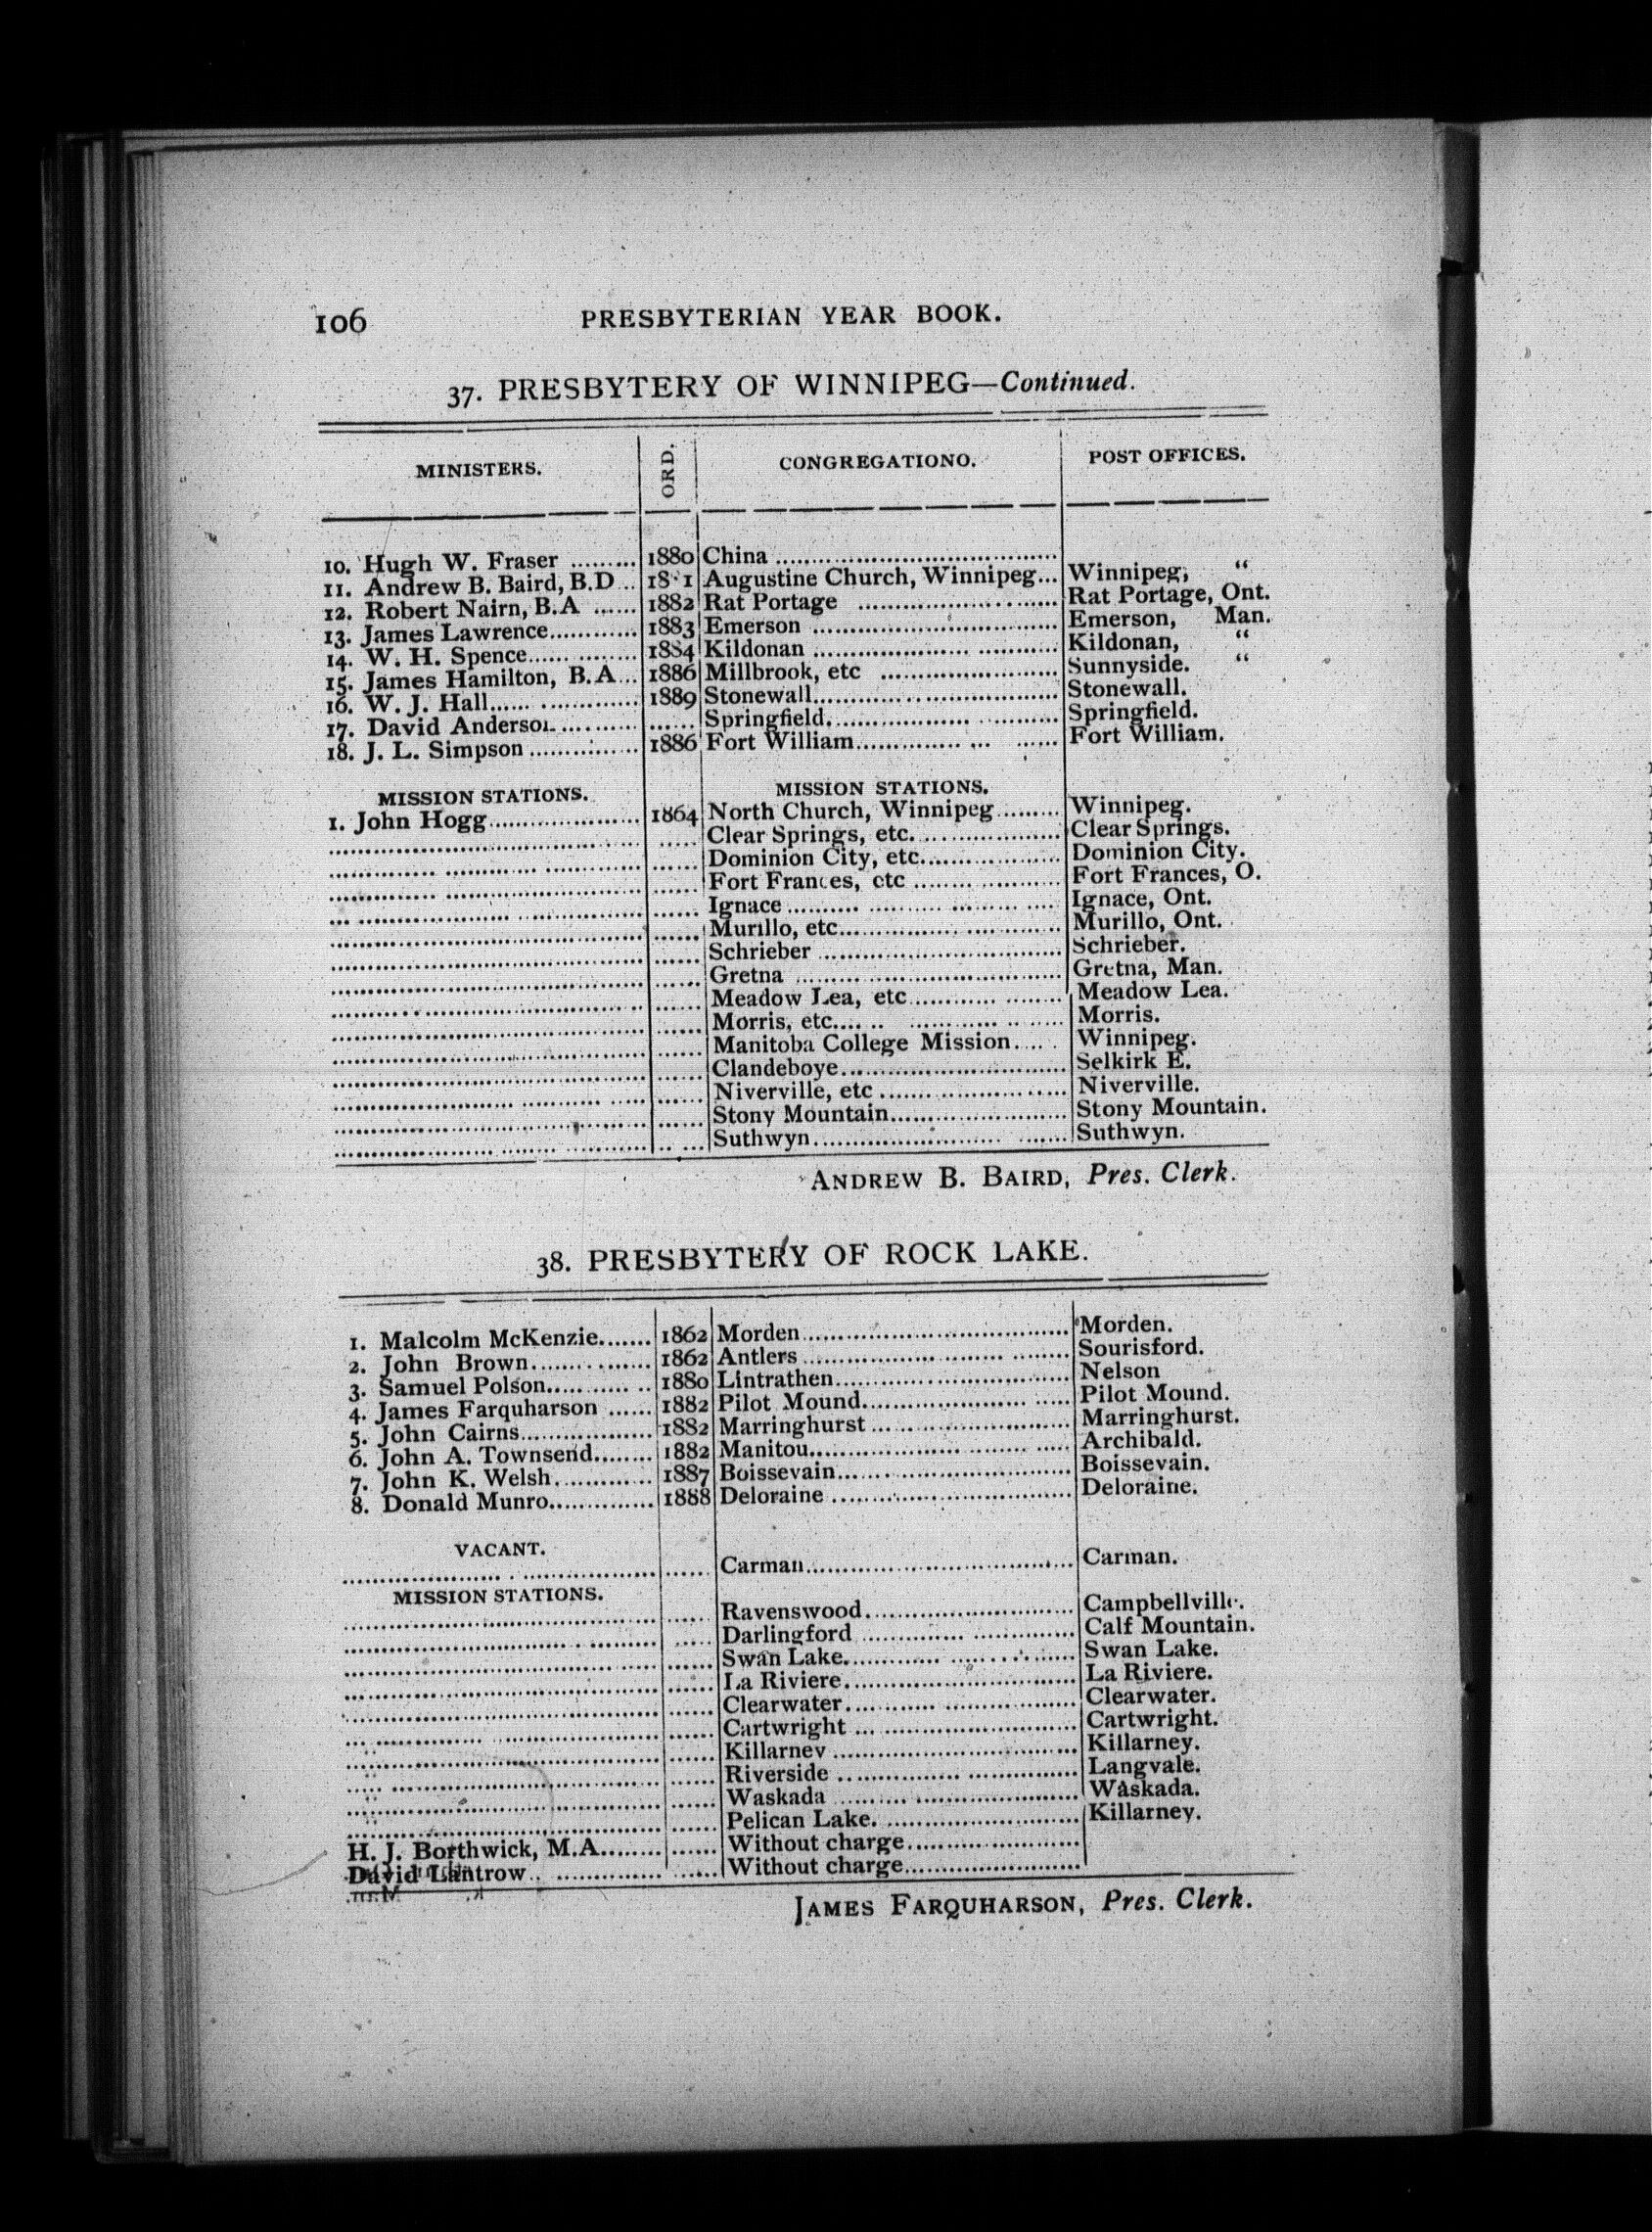 106 PRESBYTERIAN YEAR BOOK.
37. PRESBYTERY OF WINNIPEG—Continued.
MINISTERS. ORD. CONGREGATIONO. POST OFFICES.
10. Hugh W. Fraser ......... 1880 China ....................................
11. Andrew B. Baird, B.D .. 18 1 Augustine Church, Winnipeg... Winnipeg, “
12. Robert Nairn, B.A ...... 1882 Rat Portage .......................... Rat Portage, Ont.
13. James Lawrence............ 1883 Emerson ................................ Emerson, Man.
14. W. H. Spence............... 1884 Kildonan ............................... Kildonan, “
15. James Hamilton, B.A... 1886 Millbrook, etc ....................... Sunnyside. “
16. W. J. Hall.................. 1889 Stonewall............................... Stonewall.
17. David Anderson.......... ...... Springfield............................. Springfield.
18. J. L. Simpson .............. 1886 Fort William.......................... Fort William.
MISSION STATIONS. MISSION STATIONS.
1. John Hogg.................... 1864 North Church, Winnipeg......... Winnipeg.
...................................... ...... Clear Springs, etc................... Clear Springs.
...................................... ...... Dominion City, etc.................. Dominion City.
...................................... ...... Fort Frances, etc ................... Fort Frances, O.
...................................... ...... Ignace ................................. Ignace, Ont.
...................................... ...... Murillo, etc........................... Murillo, Ont.
...................................... ...... Schrieber .............................. Schrieber.
...................................... ...... Gretna ................................. Gretna, Man.
...................................... ...... Meadow Lea, etc................... Meadow Lea.
...................................... ...... Morris, etc............................ Morris.
...................................... ...... Manitoba College Mission...... Winnipeg.
...................................... ...... Clandeboye........................... Selkirk E.
...................................... ...... Niverville, etc ....................... Niverville.
...................................... ...... Stony Mountain..................... Stony Mountain.
...................................... ...... Suthwyn............................... Suthwyn.
ANDREW B. BAIRD, Pres. Clerk.
38. PRESBYTERY OF ROCK LAKE.
1. Malcolm McKenzie....... 1862 Morden................................. Morden.
2. John Brown................ 1862 Antlers ................................. Sourisford.
3. Samuel Polson............. 1880 Lintrathen............................. Nelson
4. James Farquharson ...... 1882 Pilot Mound.......................... Pilot Mound.
5. John Cairns................. 1882 Marringhurst ......................... Marringhurst.
6. John A. Townsend........ 1882 Manitou................................ Archibald.
7. John K. Welsh............. 1887 Boissevain............................. Boissevain.
8. Donald Munro.............. 1888 Deloraine .............................. Deloraine.
VACANT.
...................................... ...... Carman................................. Carman.
MISSION STATIONS.
...................................... ...... Ravenswood.......................... Campbellville.
...................................... ...... Darlingford .......................... Calf Mountain.
...................................... ...... Swan Lake............................ Swan Lake.
...................................... ...... La Riviere............................. La Riviere.
...................................... ...... Clearwater............................ Clearwater.
...................................... ...... Cartwright ........................... Cartwright.
...................................... ...... Killarney .............................. Killarney.
...................................... ...... Riverside .............................. Langvale.
...................................... ...... Waskada .............................. Waskada.
...................................... ...... Pelican Lake......................... Killarney.
H. J. Borthwick, M.A........ ...... Without charge......................
David Lantrow.. .............. ...... Without charge......................
JAMES FARQUHARSON, Pres. Clerk.